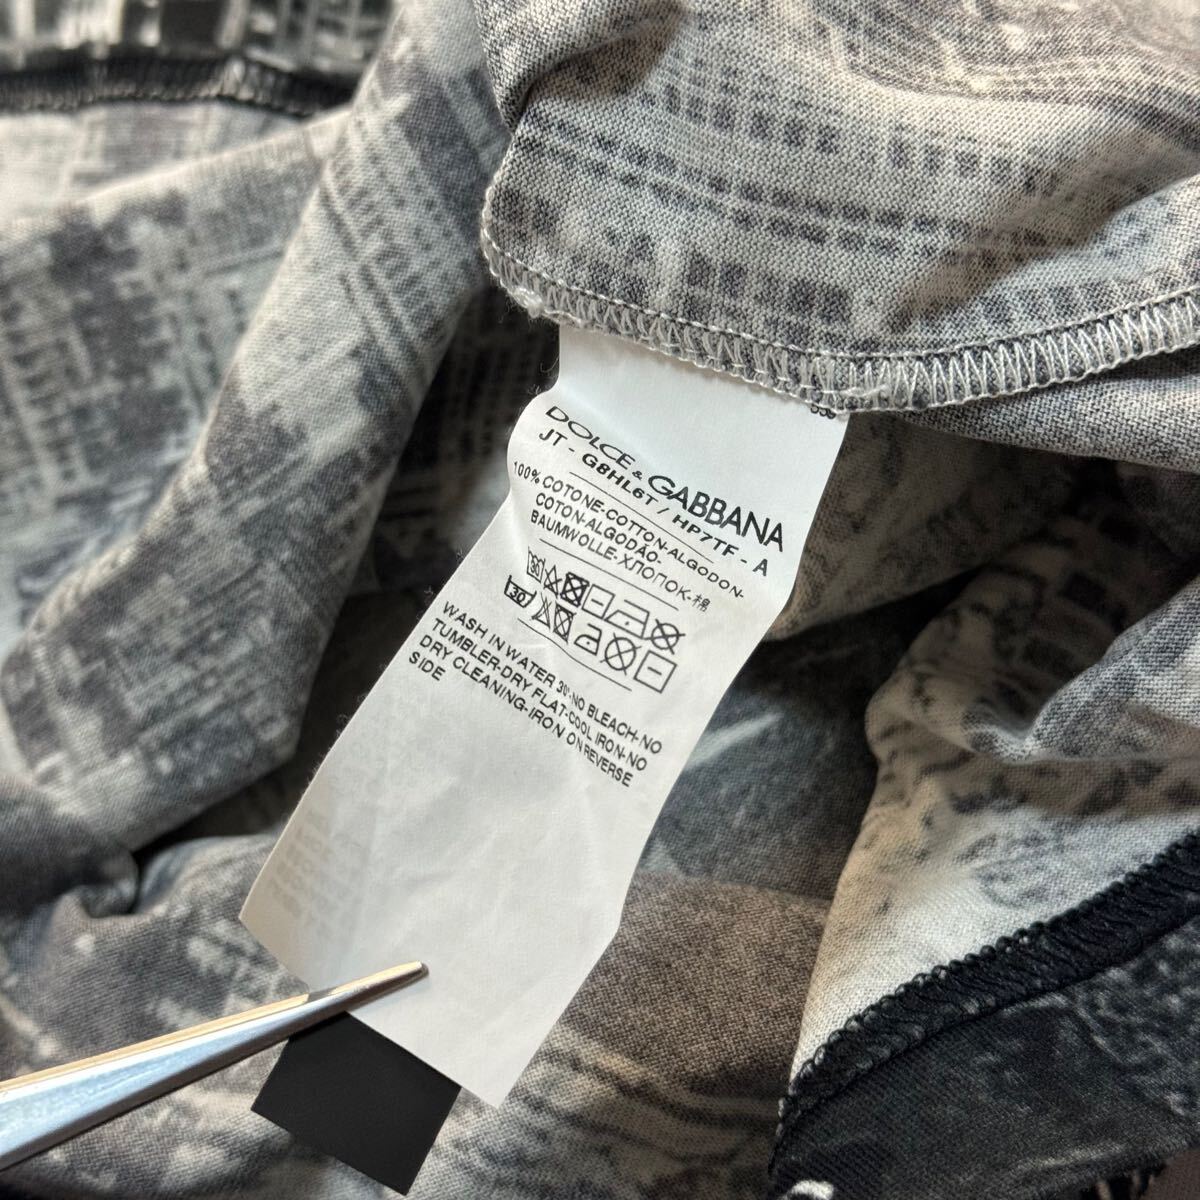 DOLCE & GABBANA
JT - G8HL6T / HP7TF - A
100% COTONE-COTTON-ALGODON-
COTON-ALGODÃO-
BAUMWOLLE-ХЛОПОК-棉
30
WASH IN WATER 30°-NO BLEACH-NO
TUMBLER-DRY FLAT-COOL IRON-NO
DRY CLEANING-IRON ON REVERSE
SIDE